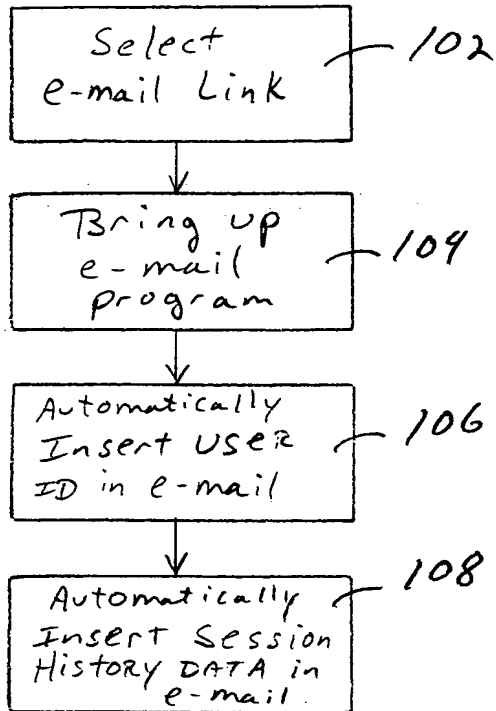 Select
e-mail Link
102
Bring up
e-mail
program
104
Automatically
Insert USER
ID in e-mail
106
Automatically
Insert Session
History DATA in
e-mail
108